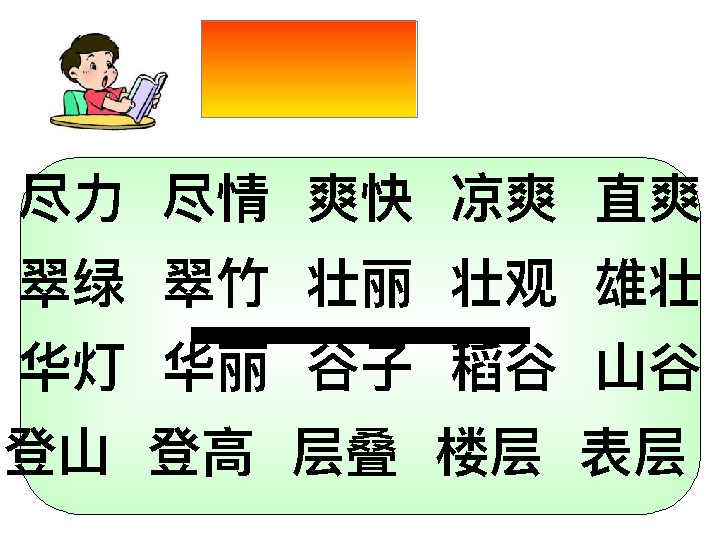 尽力 尽情 爽快 凉爽 直爽
翠绿 翠竹 壮丽 壮观 雄壮
华灯 华丽 谷子 稻谷 山谷
登山 登高 层叠 楼层 表层